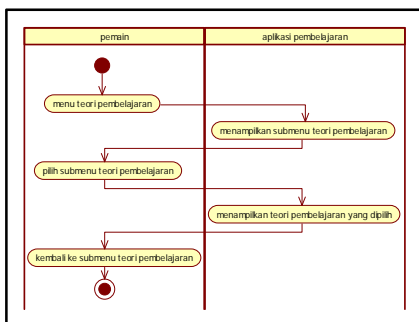 pemain
aplikasi pembelajaran
menu teori pembelajaran
menampilkan submenu teori pembelajaran
pilih submenu teori pembelajaran
menampilkan teori pembelajaran yang dipilih
kembali ke submenu teori pembelajaran